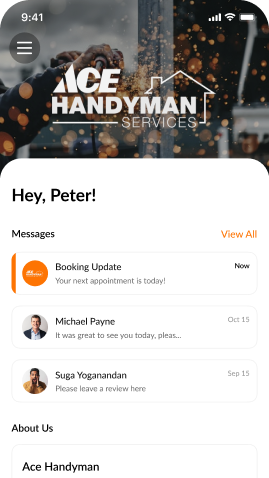 9:41
ACE
HANDYMAN
SERVICES
Hey, Peter!
Messages
View All
Booking Update
Now
Your next appointment is today!
Michael Payne
Oct 15
It was great to see you today, pleas...
Suga Yoganandan
Sep 15
Please leave a review here
About Us
Ace Handyman